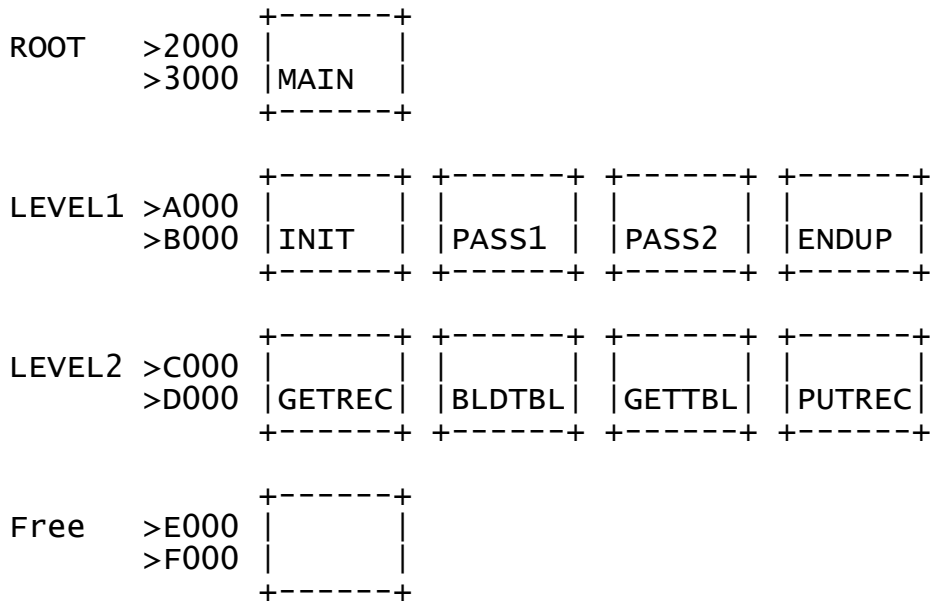 ROOT >2000
>3000 MAIN
LEVEL1 >A000
>B000 INIT PASS1 PASS2 ENDUP
LEVEL2 >C000
>D000 GETREC BLDTBL GETTBL PUTREC
Free >E000
>F000